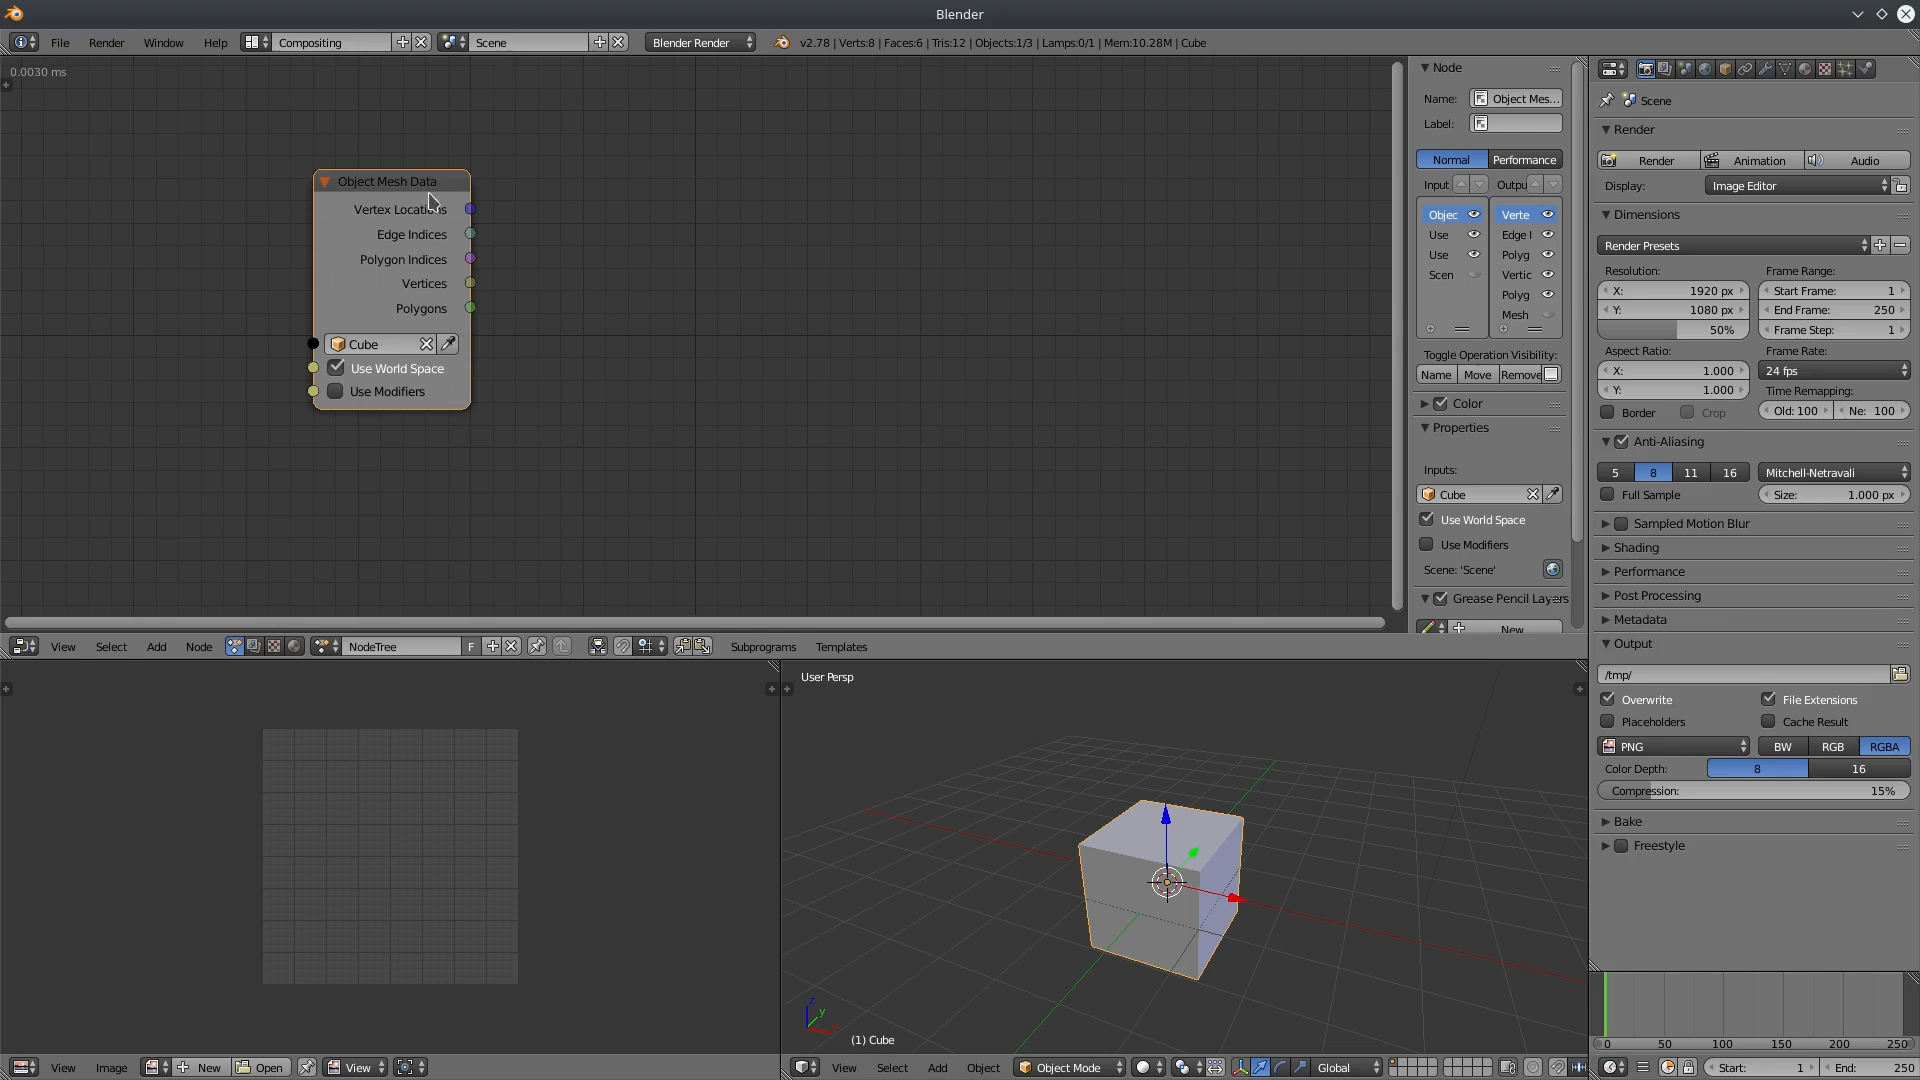 Blender
File Render Window Help Compositing Scene Blender Render v2.78 | Verts:8 | Faces:6 | Tris:12 | Objects:1/3 | Lamps:0/1 | Mem:10.28M | Cube
0.0030 ms
Object Mesh Data
Vertex Locations
Edge Indices
Polygon Indices
Vertices
Polygons
Cube
Use World Space
Use Modifiers
Node
Name: Object Mes...
Label:
Normal Performance
Input Outpu
Objec Verte
Use Edge I
Use Polyg
Scen Vertic
Polyg
Mesh
Toggle Operation Visibility:
Name Move Remove
Color
Properties
Inputs:
Cube
Use World Space
Use Modifiers
Scene: 'Scene'
Grease Pencil Layers
New
Scene
Render
Render Animation Audio
Display: Image Editor
Dimensions
Render Presets
Resolution: Frame Range:
X: 1920 px Start Frame: 1
Y: 1080 px End Frame: 250
50% Frame Step: 1
Aspect Ratio: Frame Rate:
X: 1.000 24 fps
Y: 1.000 Time Remapping:
Border Crop Old: 100 Ne: 100
Anti-Aliasing
5 8 11 16 Mitchell-Netravali
Full Sample Size: 1.000 px
Sampled Motion Blur
Shading
Performance
Post Processing
Metadata
Output
/tmp/
Overwrite File Extensions
Placeholders Cache Result
PNG BW RGB RGBA
Color Depth: 8 16
Compression: 15%
Bake
Freestyle
View Select Add Node NodeTree F Subprograms Templates
User Persp
z
y
(1) Cube
0 50 100 150 200 250
View Image New Open View
View Select Add Object Object Mode Global
Start: 1 End: 250